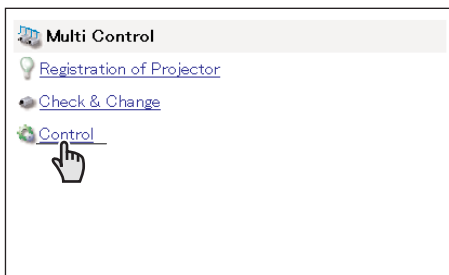 Multi Control
Registration of Projector
Check & Change
Control